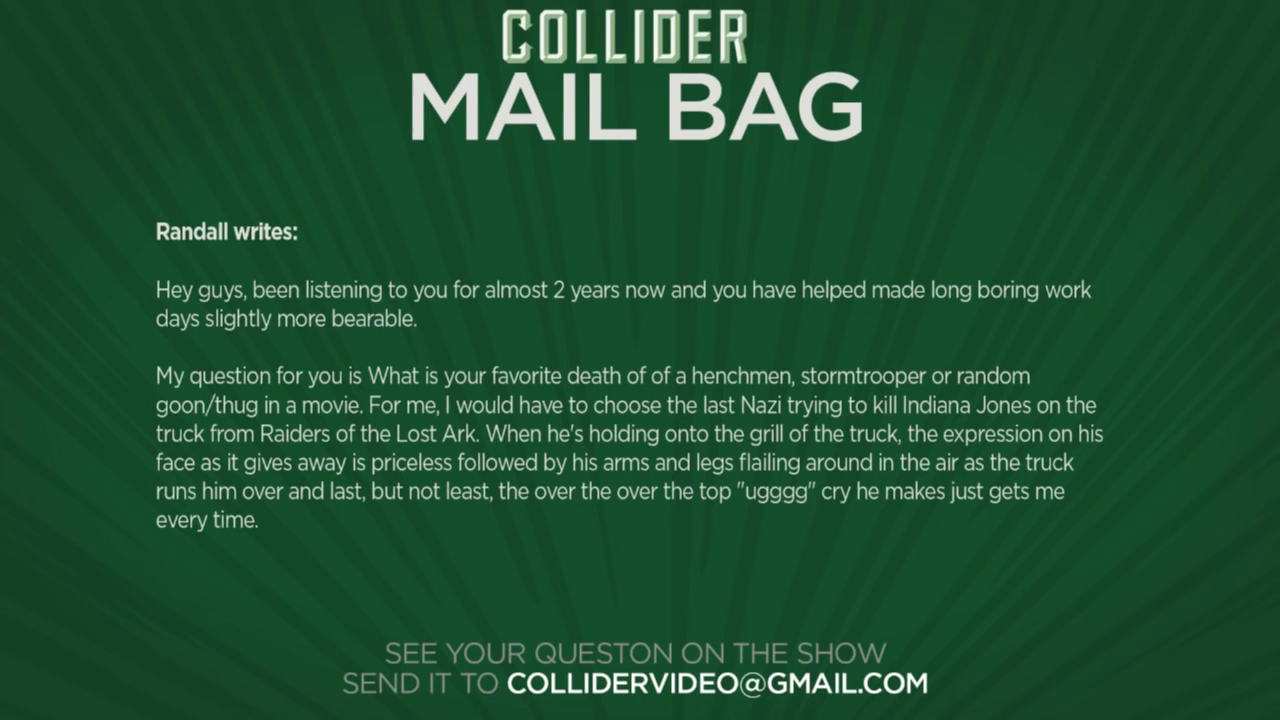 COLLIDER
MAIL BAG
Randall writes:
Hey guys, been listening to you for almost 2 years now and you have helped made long boring work
days slightly more bearable.
My question for you is What is your favorite death of of a henchmen, stormtrooper or random
goon/thug in a movie. For me, I would have to choose the last Nazi trying to kill Indiana Jones on the
truck from Raiders of the Lost Ark. When he's holding onto the grill of the truck, the expression on his
face as it gives away is priceless followed by his arms and legs flailing around in the air as the truck
runs him over and last, but not least, the over the over the top "ugggg" cry he makes just gets me
every time.
SEE YOUR QUESTON ON THE SHOW
SEND IT TO COLLIDERVIDEO@GMAIL.COM